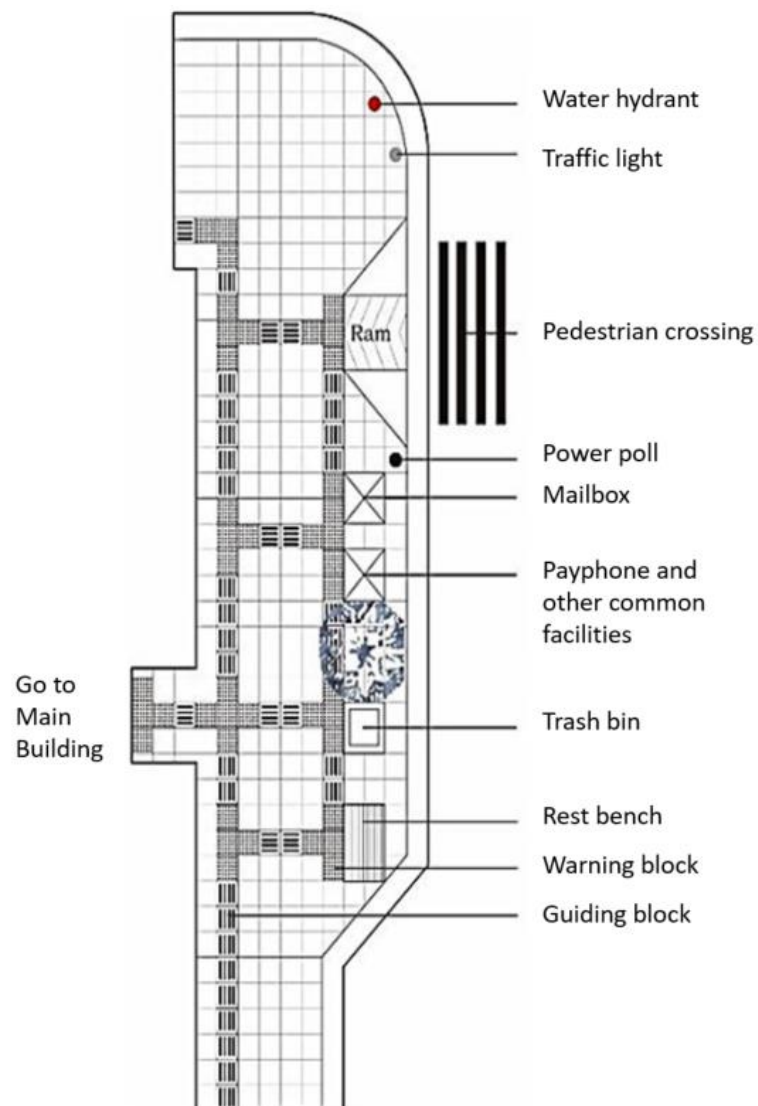 Water hydrant
Traffic light
Ram
Pedestrian crossing
Power poll
Mailbox
Payphone and
other common
facilities
Go to
Main
Building
Trash bin
Rest bench
Warning block
Guiding block